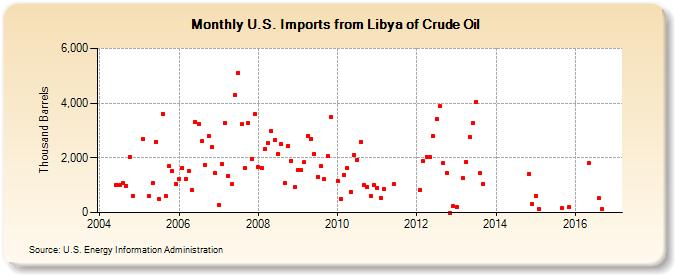 Monthly U.S. Imports from Libya of Crude Oil
Thousand Barrels
6,000
4,000
2,000
0
2004 2006 2008 2010 2012 2014 2016
Source: U.S. Energy Information Administration